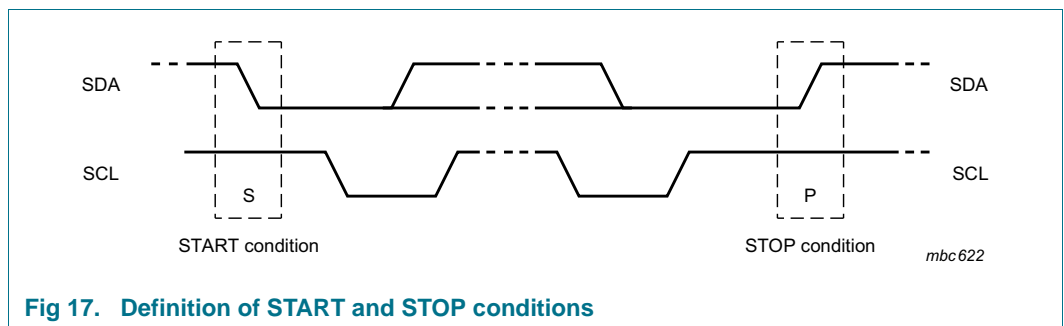 SDA
SDA
SCL
SCL
S
P
START condition
STOP condition
mbc622
Fig 17. Definition of START and STOP conditions